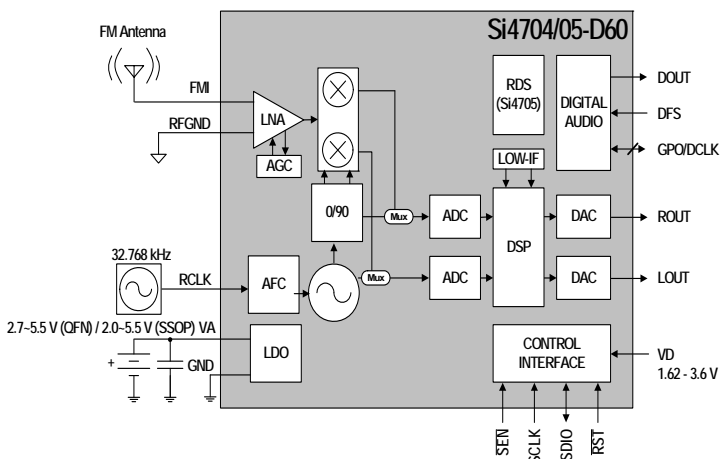 Si4704/05-D60
FM Antenna
FMI
RFGND
LNA
AGC
0/90
RDS
(Si4705)
DIGITAL
AUDIO
DOUT
DFS
GPO/DCLK
LOW-IF
Mux
ADC
DSP
DAC
ROUT
32.768 kHz
RCLK
AFC
Mux
ADC
DAC
LOUT
2.7~5.5 V (QFN) / 2.0~5.5 V (SSOP) VA
+
GND
LDO
CONTROL
INTERFACE
VD
1.62 - 3.6 V
SEN
SCLK
SDIO
RST